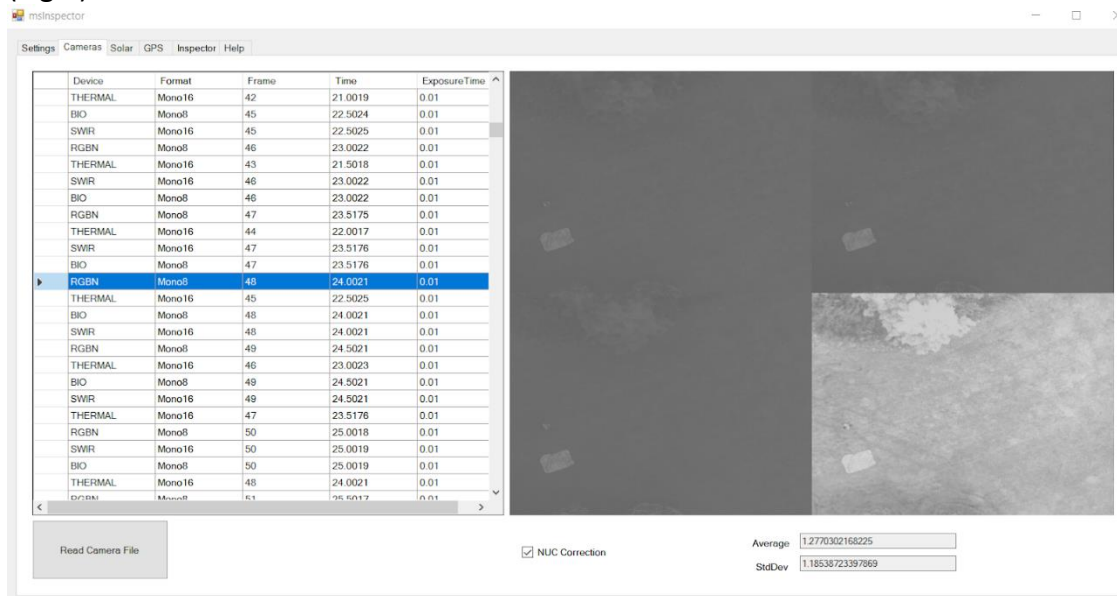 msInspector
Settings Cameras Solar GPS Inspector Help
Device Format Frame Time ExposureTime
THERMAL Mono16 42 21.0019 0.01
BIO Mono8 45 22.5024 0.01
SWIR Mono16 45 22.5025 0.01
RGBN Mono8 46 23.0022 0.01
THERMAL Mono16 43 21.5018 0.01
SWIR Mono16 46 23.0022 0.01
BIO Mono8 46 23.0022 0.01
RGBN Mono8 47 23.5175 0.01
THERMAL Mono16 44 22.0017 0.01
SWIR Mono16 47 23.5176 0.01
BIO Mono8 47 23.5176 0.01
RGBN Mono8 48 24.0021 0.01
THERMAL Mono16 45 22.5025 0.01
BIO Mono8 48 24.0021 0.01
SWIR Mono16 48 24.0021 0.01
RGBN Mono8 49 24.5021 0.01
THERMAL Mono16 46 23.0023 0.01
BIO Mono8 49 24.5021 0.01
SWIR Mono16 49 24.5021 0.01
THERMAL Mono16 47 23.5176 0.01
RGBN Mono8 50 25.0018 0.01
SWIR Mono16 50 25.0019 0.01
BIO Mono8 50 25.0019 0.01
THERMAL Mono16 48 24.0021 0.01
RGBN Mono8 51 25.5017 0.01
Read Camera File
NUC Correction
Average 1.2770302168225
StdDev 1.18538723397869